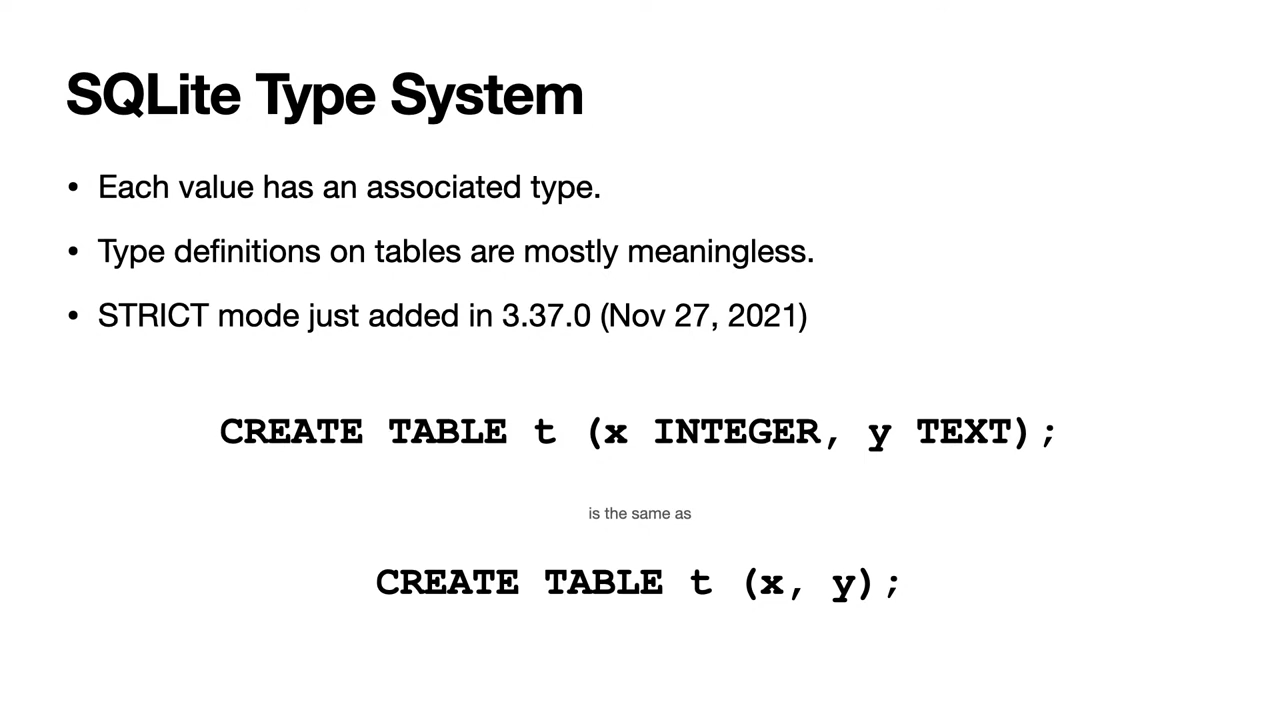 SQLite Type System
• Each value has an associated type.
• Type definitions on tables are mostly meaningless.
• STRICT mode just added in 3.37.0 (Nov 27, 2021)
CREATE TABLE t (x INTEGER, y TEXT);
is the same as
CREATE TABLE t (x, y);